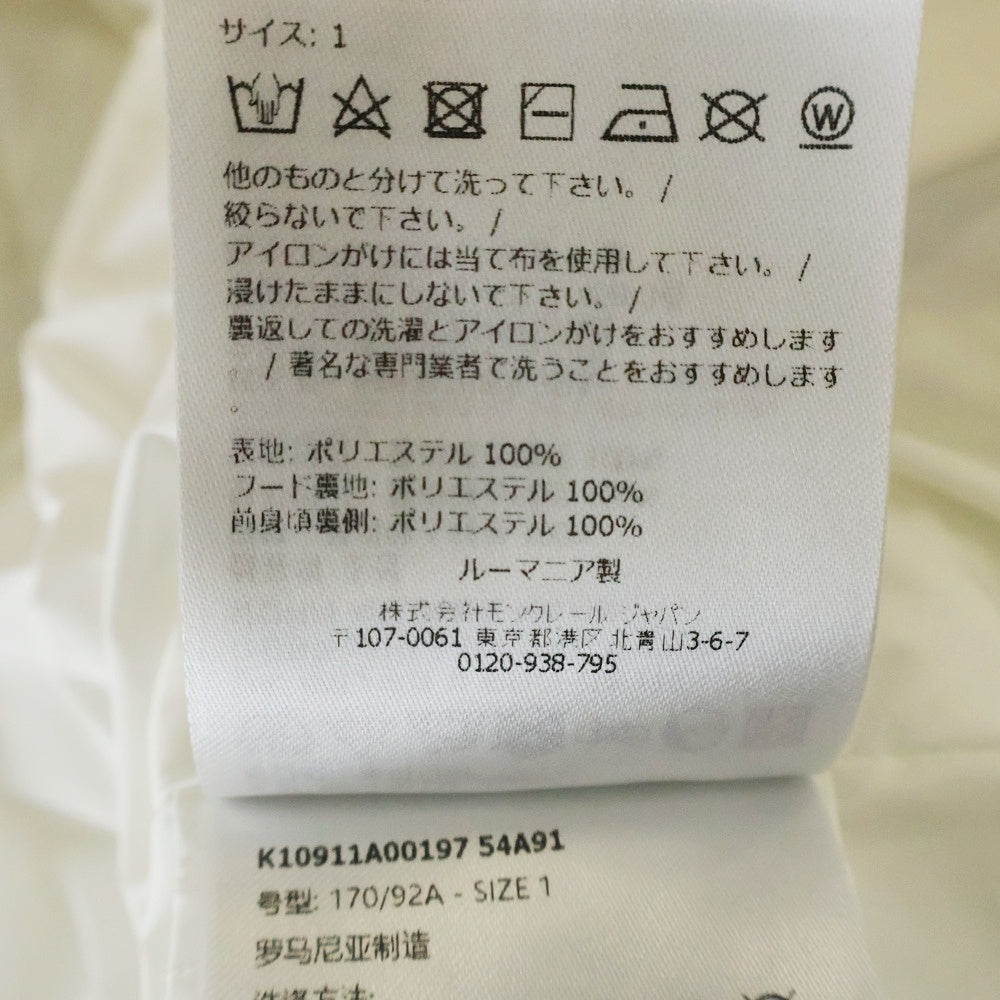 サイズ: 1
W
他のものと分けて洗って下さい。 /
絞らないで下さい。 /
アイロンがけには当て布を使用して下さい。 /
浸けたままにしないで下さい。 /
裏返しての洗濯とアイロンがけをおすすめします
。 / 著名な専門業者で洗うことをおすすめします
。
表地: ポリエステル 100%
フード裏地: ポリエステル 100%
前身頃裏側: ポリエステル 100%
ルーマニア製
株式会社モンクレール ジャパン
〒107-0061 東京都港区北青山3-6-7
0120-938-795
K10911A00197 54A91
号型: 170/92A - SIZE 1
罗马尼亚制造
洗涤方法: